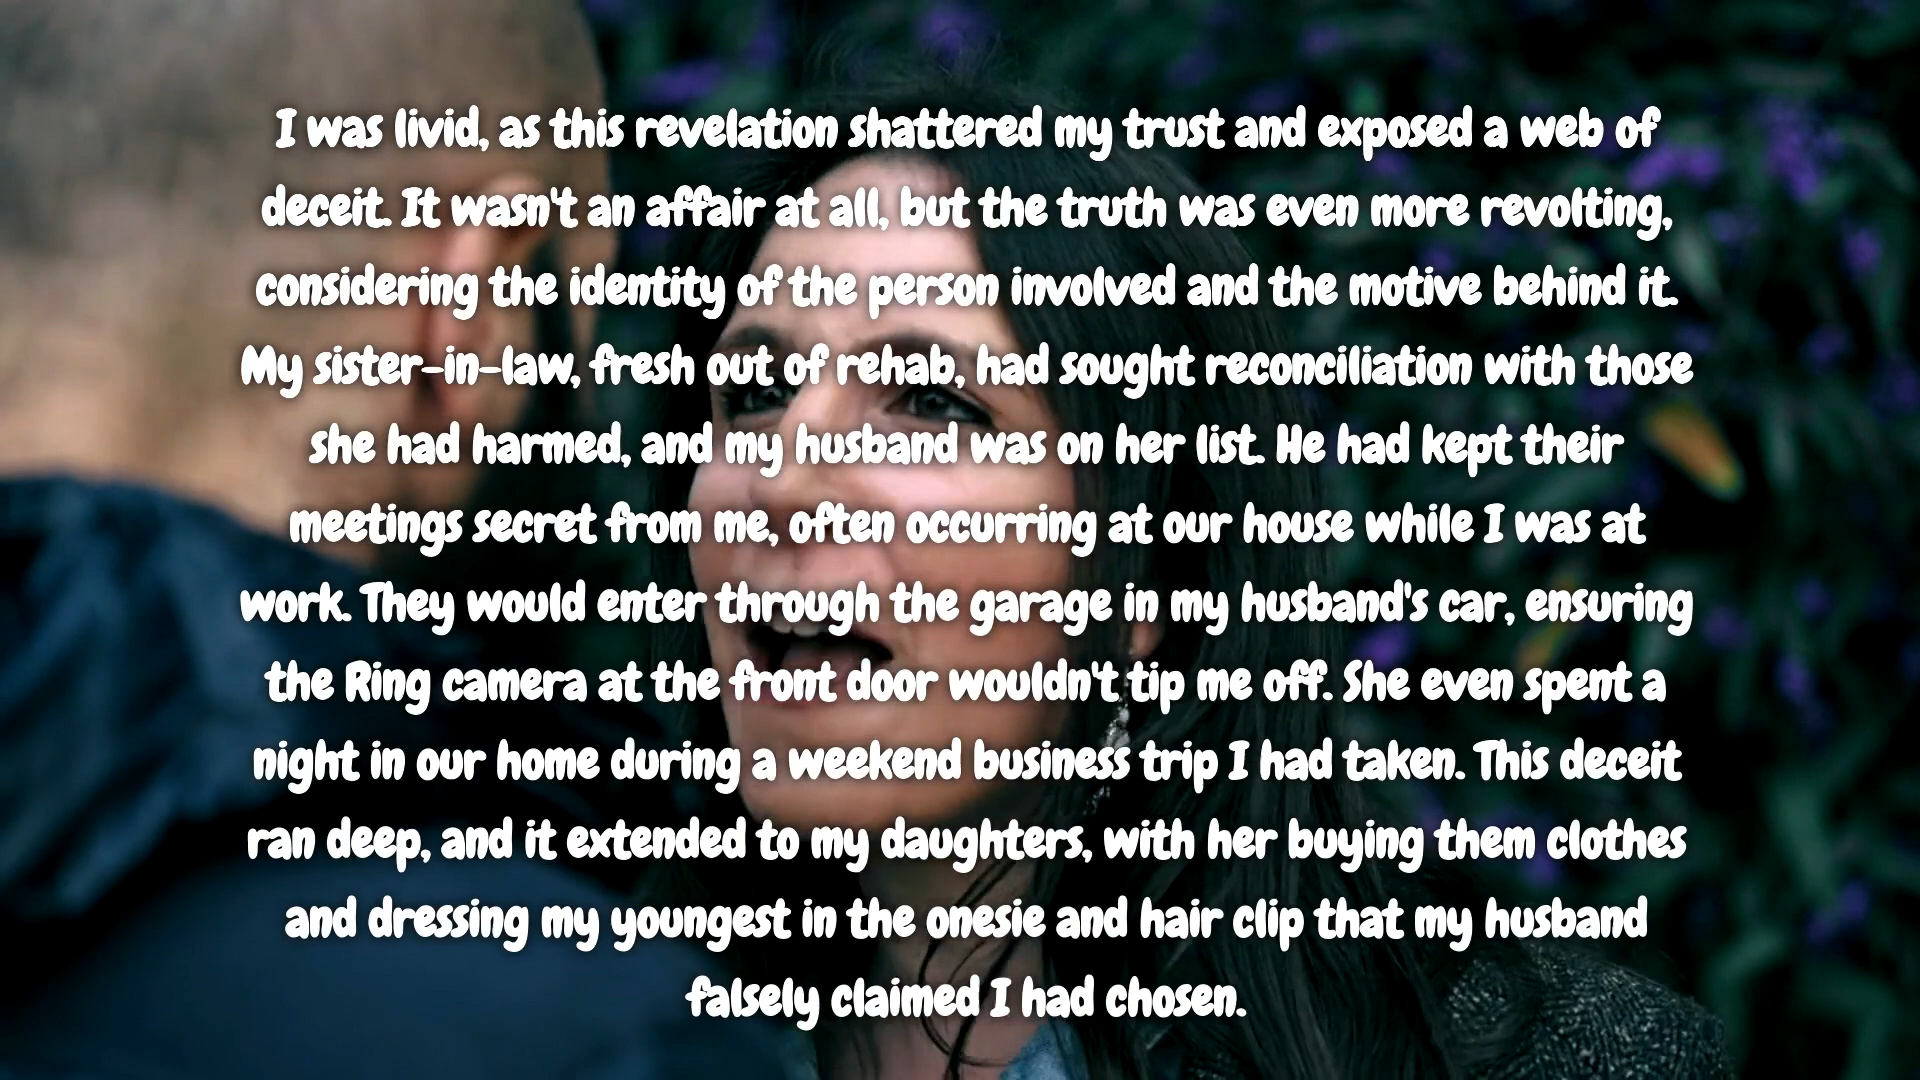 I was livid, as this revelation shattered my trust and exposed a web of
deceit. It wasn't an affair at all, but the truth was even more revolting,
considering the identity of the person involved and the motive behind it.
My sister-in-law, fresh out of rehab, had sought reconciliation with those
she had harmed, and my husband was on her list. He had kept their
meetings secret from me, often occurring at our house while I was at
work. They would enter through the garage in my husband's car, ensuring
the Ring camera at the front door wouldn't tip me off. She even spent a
night in our home during a weekend business trip I had taken. This deceit
ran deep, and it extended to my daughters, with her buying them clothes
and dressing my youngest in the onesie and hair clip that my husband
falsely claimed I had chosen.